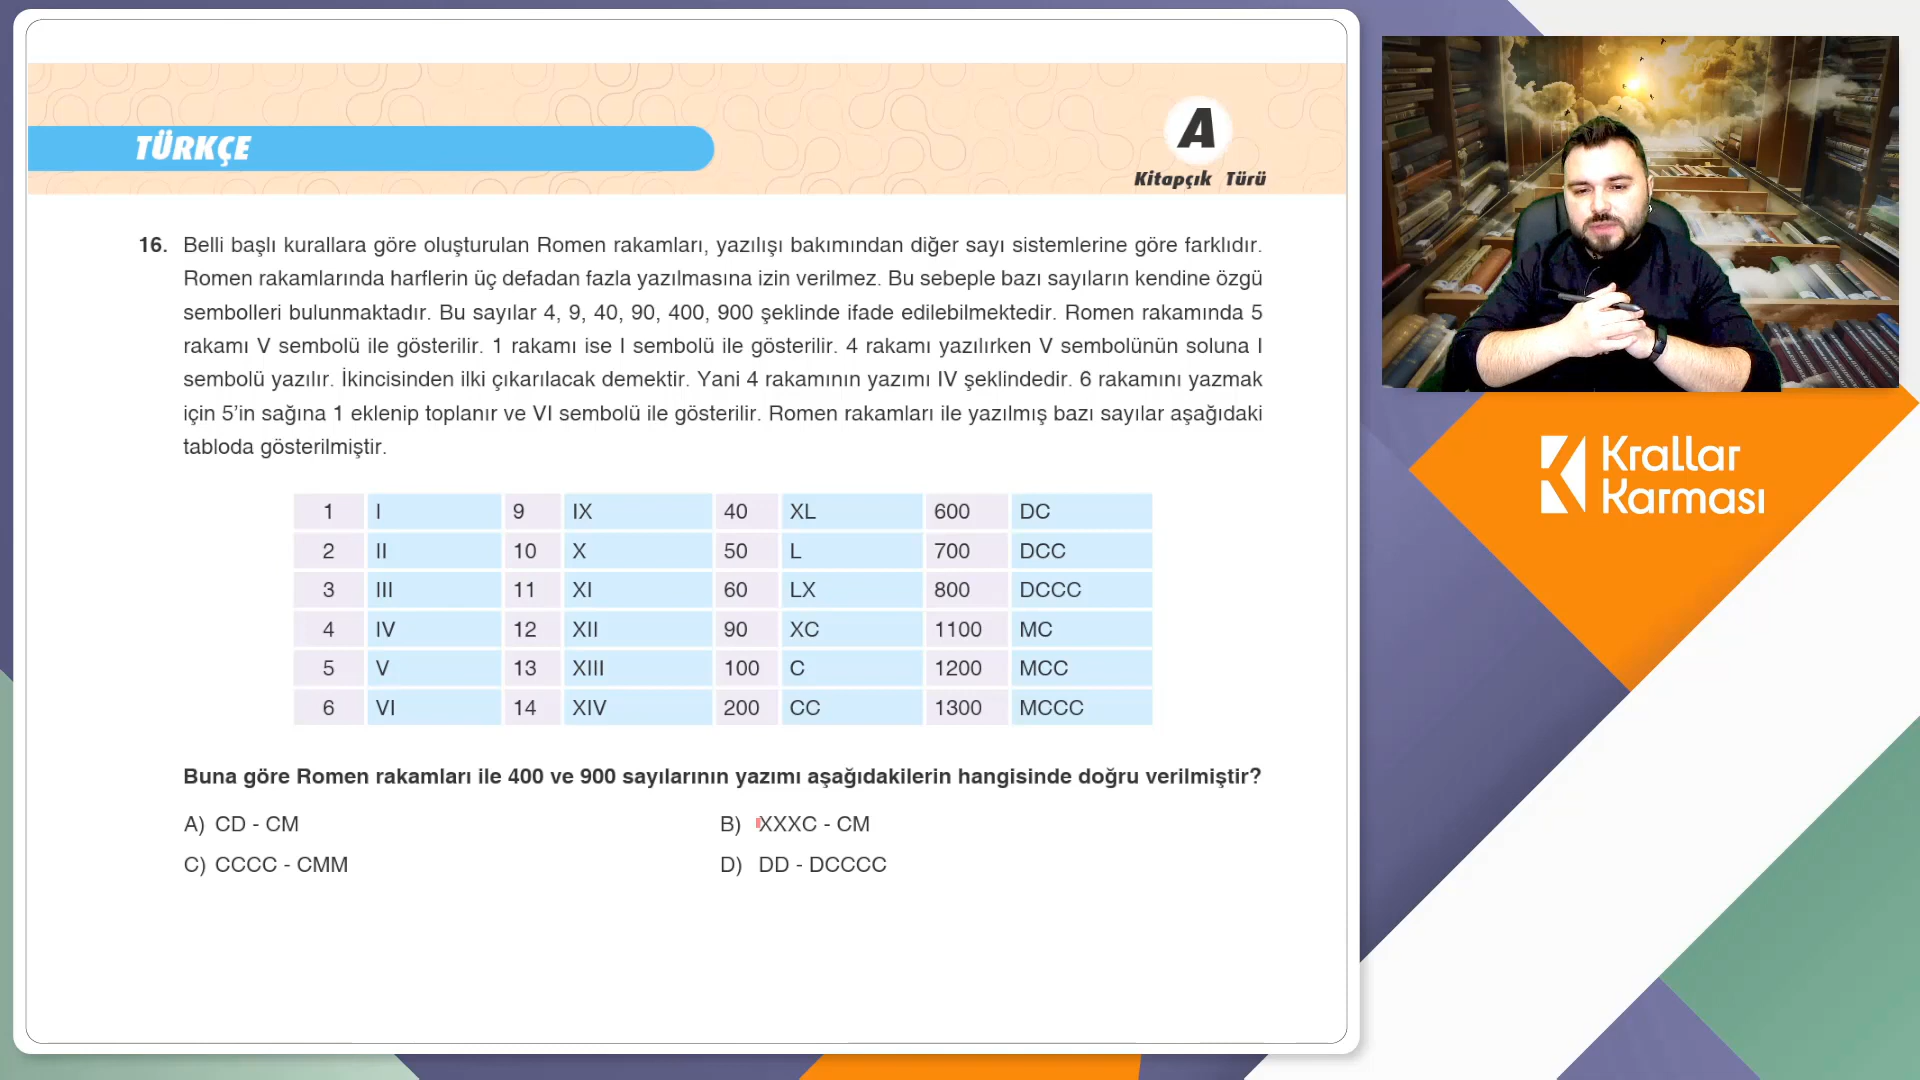 TÜRKÇE
A
Kitapçık Türü
16. Belli başlı kurallara göre oluşturulan Romen rakamları, yazılışı bakımından diğer sayı sistemlerine göre farklıdır.
Romen rakamlarında harflerin üç defadan fazla yazılmasına izin verilmez. Bu sebeple bazı sayıların kendine özgü
sembolleri bulunmaktadır. Bu sayılar 4, 9, 40, 90, 400, 900 şeklinde ifade edilebilmektedir. Romen rakamında 5
rakamı V sembolü ile gösterilir. 1 rakamı ise I sembolü ile gösterilir. 4 rakamı yazılırken V sembolünün soluna I
sembolü yazılır. İkincisinden ilki çıkarılacak demektir. Yani 4 rakamının yazımı IV şeklindedir. 6 rakamını yazmak
için 5’in sağına 1 eklenip toplanır ve VI sembolü ile gösterilir. Romen rakamları ile yazılmış bazı sayılar aşağıdaki
tabloda gösterilmiştir.
1 I 9 IX 40 XL 600 DC
2 II 10 X 50 L 700 DCC
3 III 11 XI 60 LX 800 DCCC
4 IV 12 XII 90 XC 1100 MC
5 V 13 XIII 100 C 1200 MCC
6 VI 14 XIV 200 CC 1300 MCCC
Buna göre Romen rakamları ile 400 ve 900 sayılarının yazımı aşağıdakilerin hangisinde doğru verilmiştir?
A) CD - CM B) XXXC - CM
C) CCCC - CMM D) DD - DCCCC
Krallar
Karması